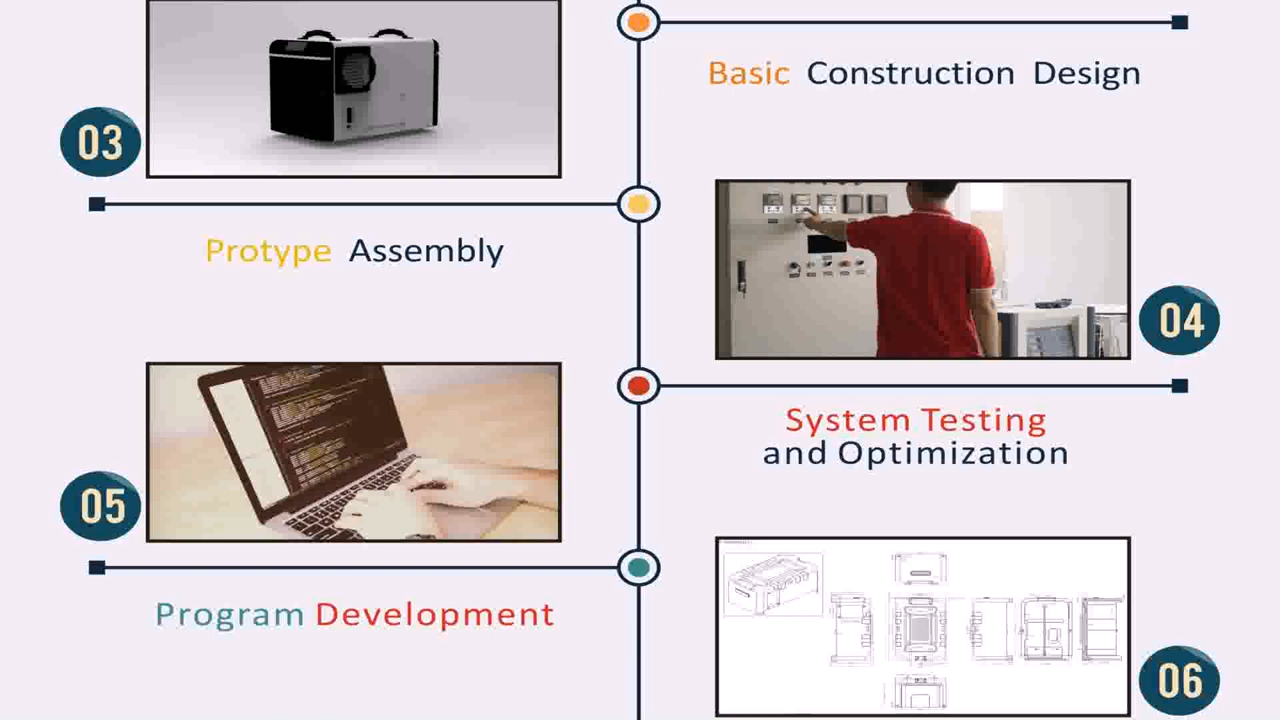 Basic Construction Design
03
Protype Assembly
04
System Testing
and Optimization
05
Program Development
06